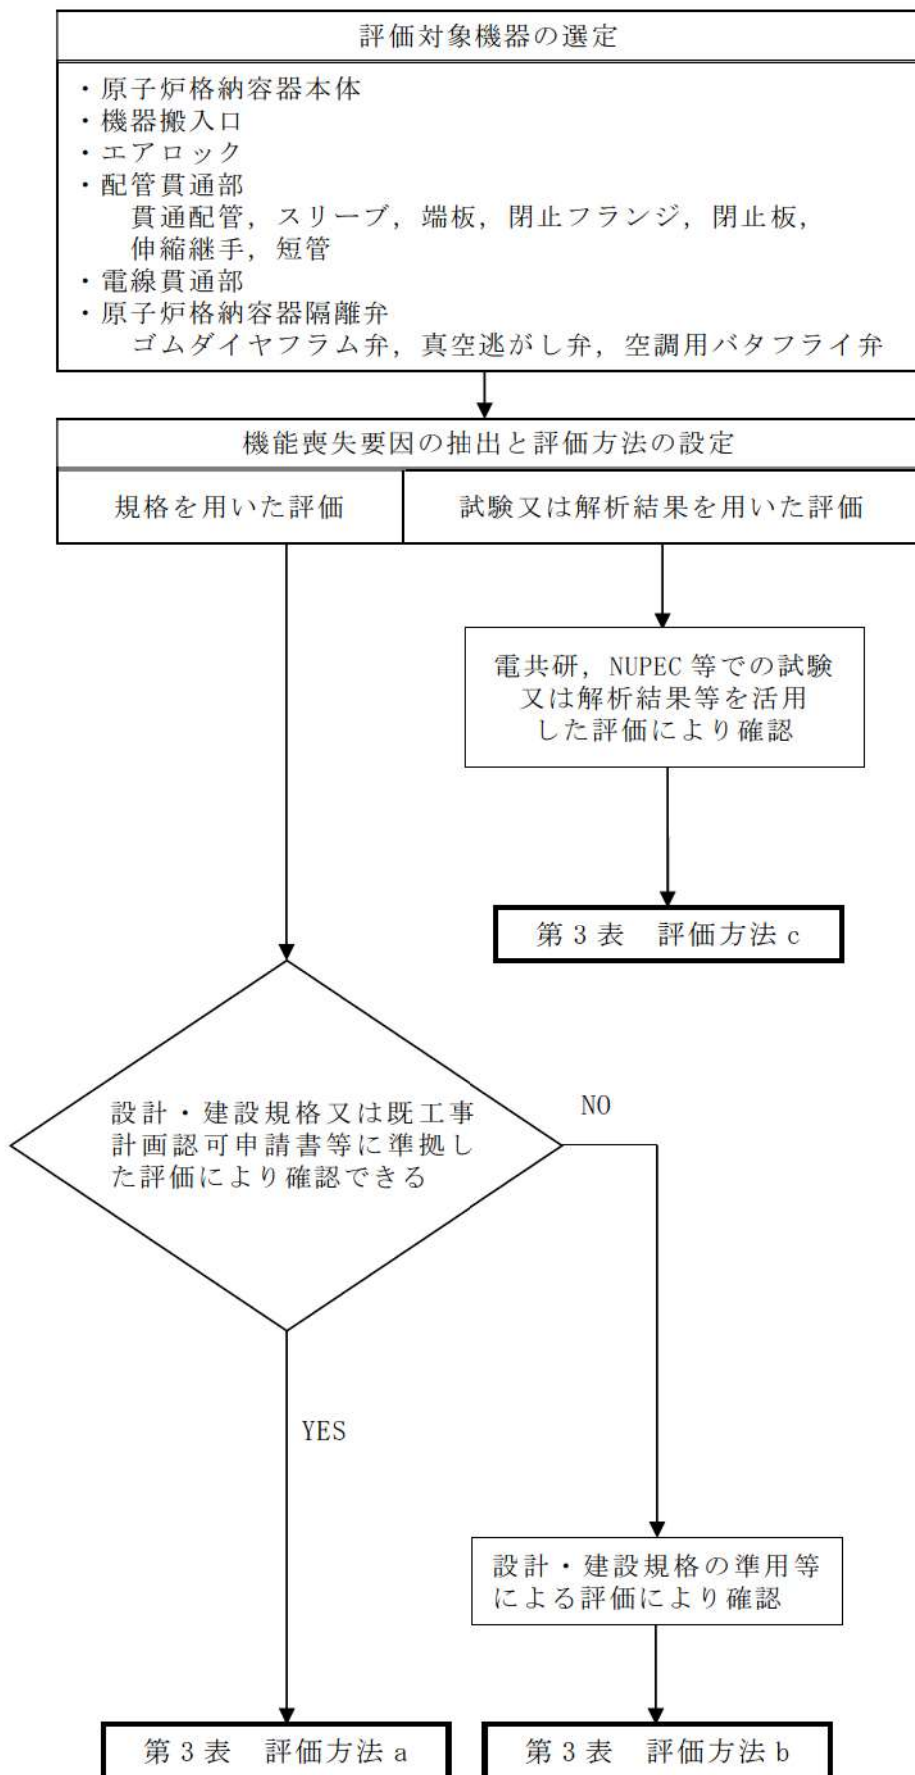 評価対象機器の選定
・原子炉格納容器本体
・機器搬入口
・エアロック
・配管貫通部
貫通配管，スリーブ，端板，閉止フランジ，閉止板，
伸縮継手，短管
・電線貫通部
・原子炉格納容器隔離弁
ゴムダイヤフラム弁，真空逃がし弁，空調用バタフライ弁
機能喪失要因の抽出と評価方法の設定
規格を用いた評価
試験又は解析結果を用いた評価
電共研，NUPEC 等での試験
又は解析結果等を活用
した評価により確認
第３表　評価方法ｃ
設計・建設規格又は既工事
計画認可申請書等に準拠し
た評価により確認できる
NO
YES
設計・建設規格の準用等
による評価により確認
第３表　評価方法ａ
第３表　評価方法ｂ